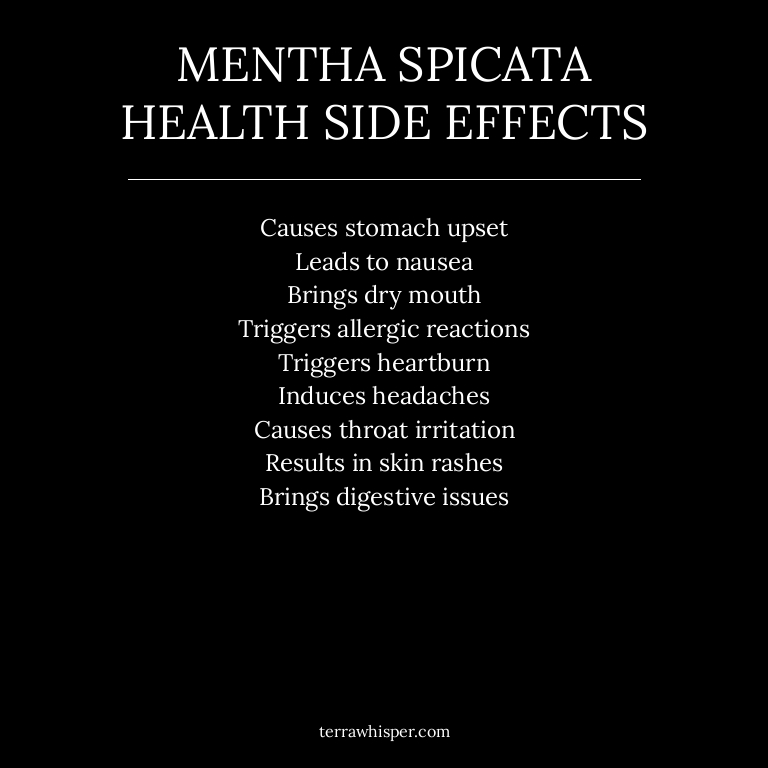 MENTHA SPICATA
HEALTH SIDE EFFECTS
Causes stomach upset
Leads to nausea
Brings dry mouth
Triggers allergic reactions
Triggers heartburn
Induces headaches
Causes throat irritation
Results in skin rashes
Brings digestive issues
terrawhisper.com